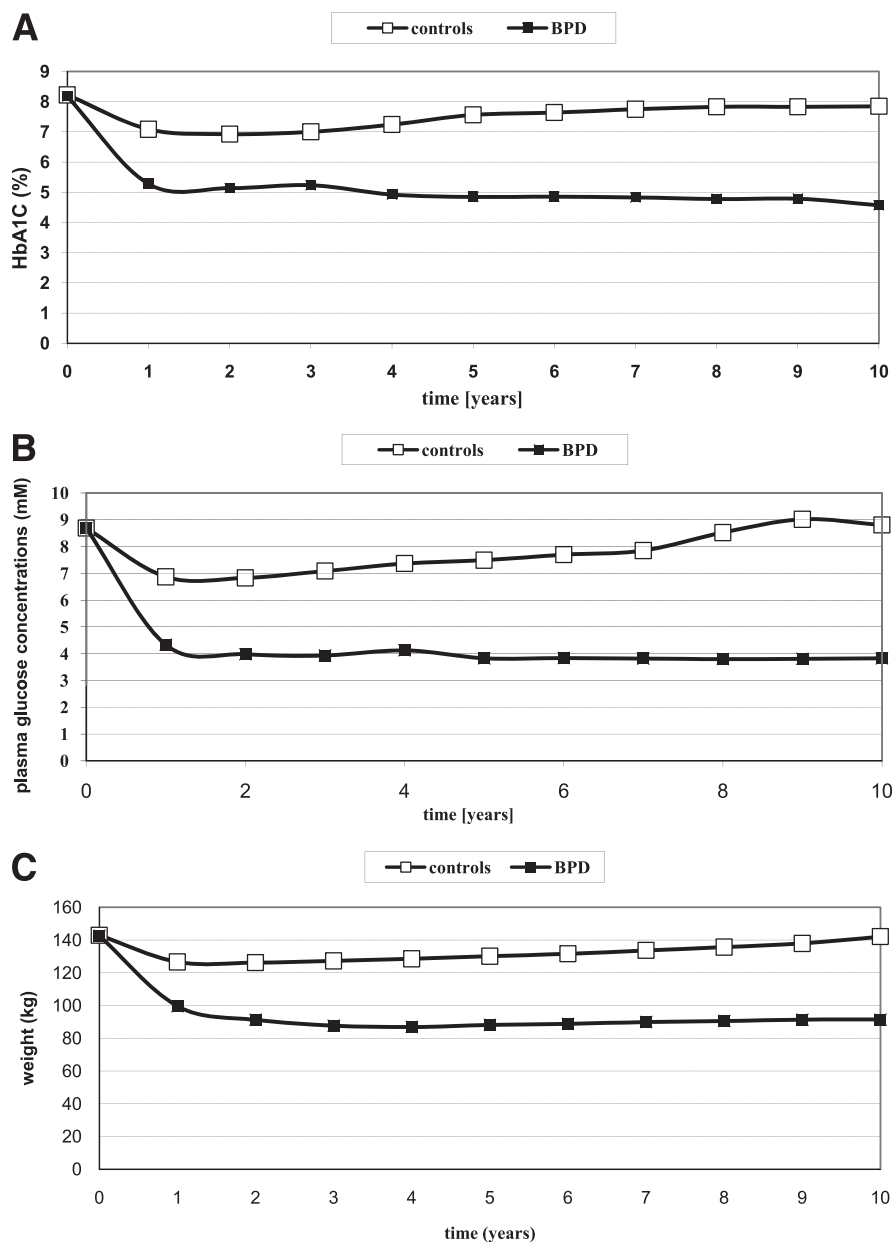 A
controls BPD
9
8
7
6
5
4
3
2
1
0
HbA1C (%)
0 1 2 3 4 5 6 7 8 9 10
time [years]
B
controls BPD
10
9
8
7
6
5
4
3
2
1
0
plasma glucose concentrations (mM)
0 2 4 6 8 10
time [years]
C
controls BPD
160
140
120
100
80
60
40
20
0
weight (kg)
0 1 2 3 4 5 6 7 8 9 10
time (years)